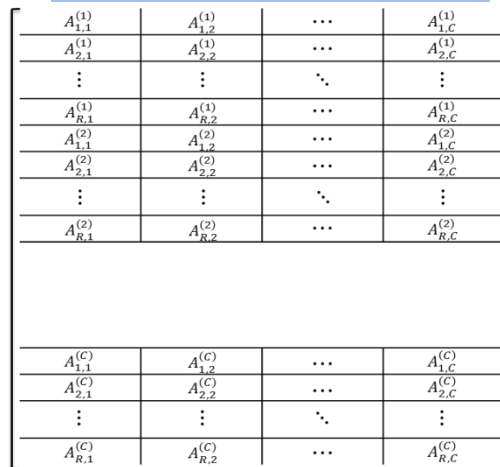 A_{1,1}^{(1)} A_{1,2}^{(1)} ⋯ A_{1,C}^{(1)}
A_{2,1}^{(1)} A_{2,2}^{(1)} ⋯ A_{2,C}^{(1)}
⋮ ⋮ ⋱ ⋮
A_{R,1}^{(1)} A_{R,2}^{(1)} ⋯ A_{R,C}^{(1)}
A_{1,1}^{(2)} A_{1,2}^{(2)} ⋯ A_{1,C}^{(2)}
A_{2,1}^{(2)} A_{2,2}^{(2)} ⋯ A_{2,C}^{(2)}
⋮ ⋮ ⋱ ⋮
A_{R,1}^{(2)} A_{R,2}^{(2)} ⋯ A_{R,C}^{(2)}
A_{1,1}^{(C)} A_{1,2}^{(C)} ⋯ A_{1,C}^{(C)}
A_{2,1}^{(C)} A_{2,2}^{(C)} ⋯ A_{2,C}^{(C)}
⋮ ⋮ ⋱ ⋮
A_{R,1}^{(C)} A_{R,2}^{(C)} ⋯ A_{R,C}^{(C)}